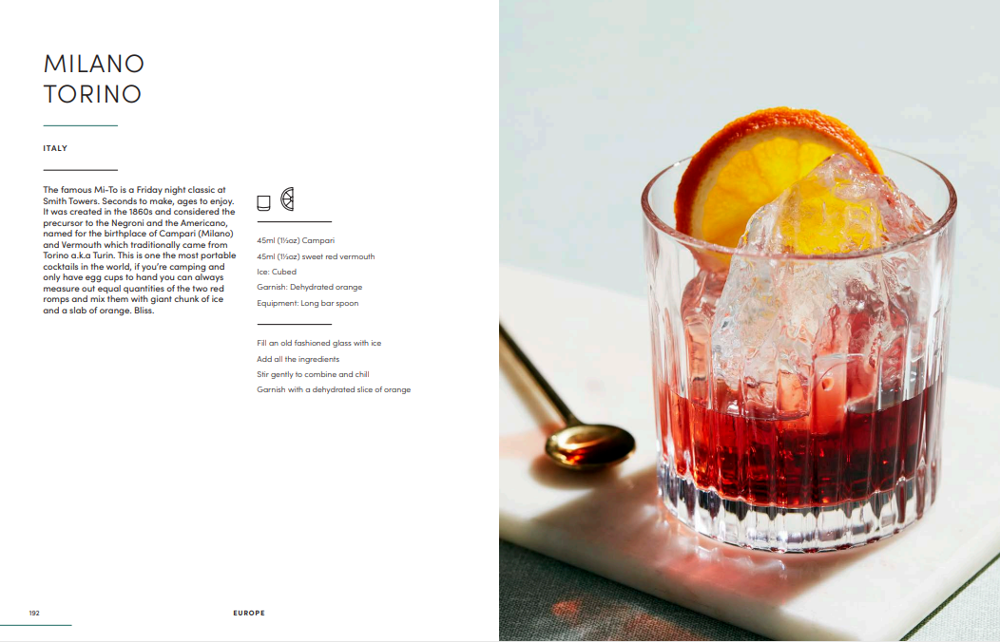 MILANO
TORINO
ITALY
The famous Mi-To is a Friday night classic at
Smith Towers. Seconds to make, ages to enjoy.
It was created in the 1860s and considered the
precursor to the Negroni and the Americano,
named for the birthplace of Campari (Milano)
and Vermouth which traditionally came from
Torino a.k.a Turin. This is one the most portable
cocktails in the world, if you’re camping and
only have egg cups to hand you can always
measure out equal quantities of the two red
romps and mix them with giant chunk of ice
and a slab of orange. Bliss.
45ml (1½oz) Campari
45ml (1½oz) sweet red vermouth
Ice: Cubed
Garnish: Dehydrated orange
Equipment: Long bar spoon
Fill an old fashioned glass with ice
Add all the ingredients
Stir gently to combine and chill
Garnish with a dehydrated slice of orange
192
EUROPE